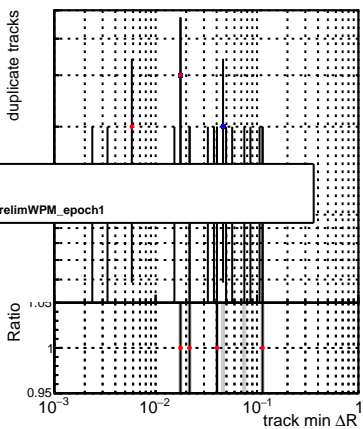 duplicate tracks
relimWPM_epoch1
Ratio
1.05
1
0.95
10⁻³ 10⁻² 10⁻¹ 1
track min ΔR